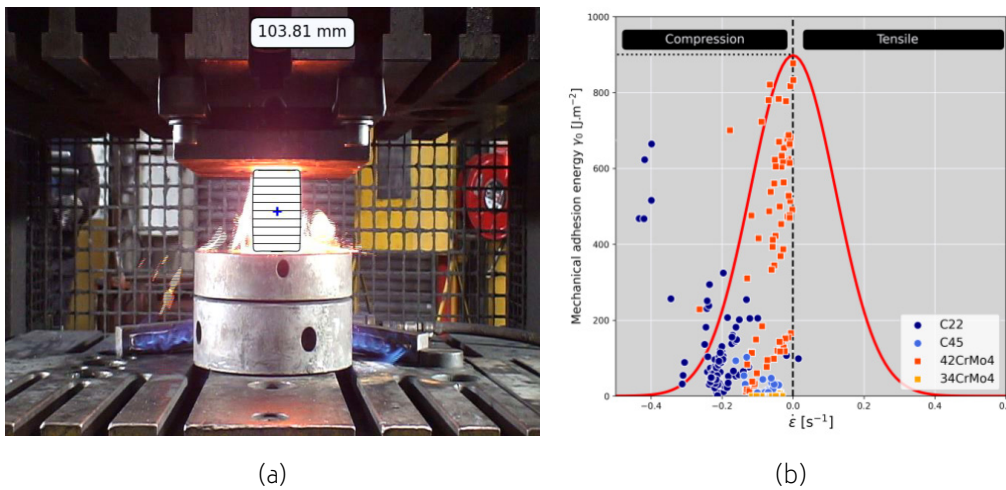 103.81 mm
(a)
1000
800
600
400
200
0
Mechanical adhesion energy γ₀ [J.m⁻²]
Compression
Tensile
C22
C45
42CrMo4
34CrMo4
−0.4
−0.2
0.0
0.2
0.4
ε̇ [s⁻¹]
(b)